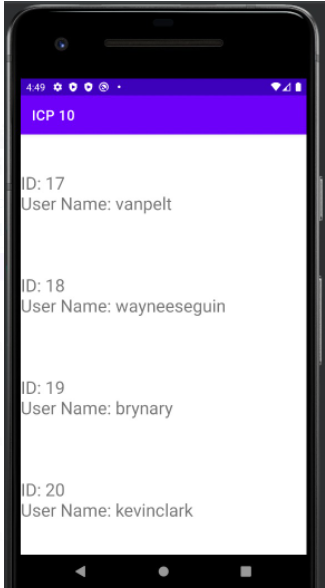 4:49
ICP 10
ID: 17
User Name: vanpelt
ID: 18
User Name: wayneeseguin
ID: 19
User Name: brynary
ID: 20
User Name: kevinclark